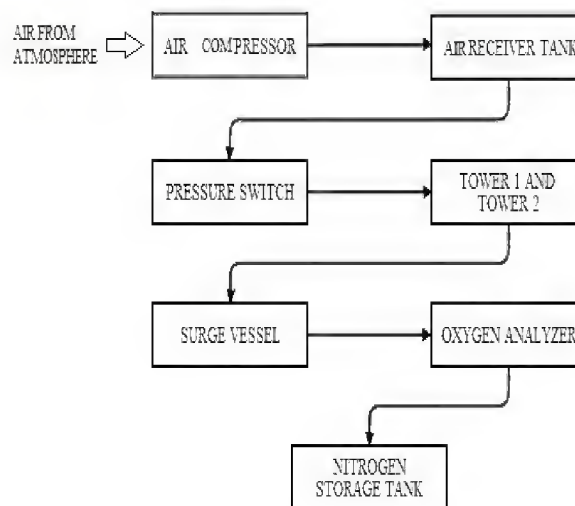 AIR FROM
ATMOSPHERE
AIR COMPRESSOR
AIR RECEIVER TANK
PRESSURE SWITCH
TOWER 1 AND
TOWER 2
SURGE VESSEL
OXYGEN ANALYZER
NITROGEN
STORAGE TANK